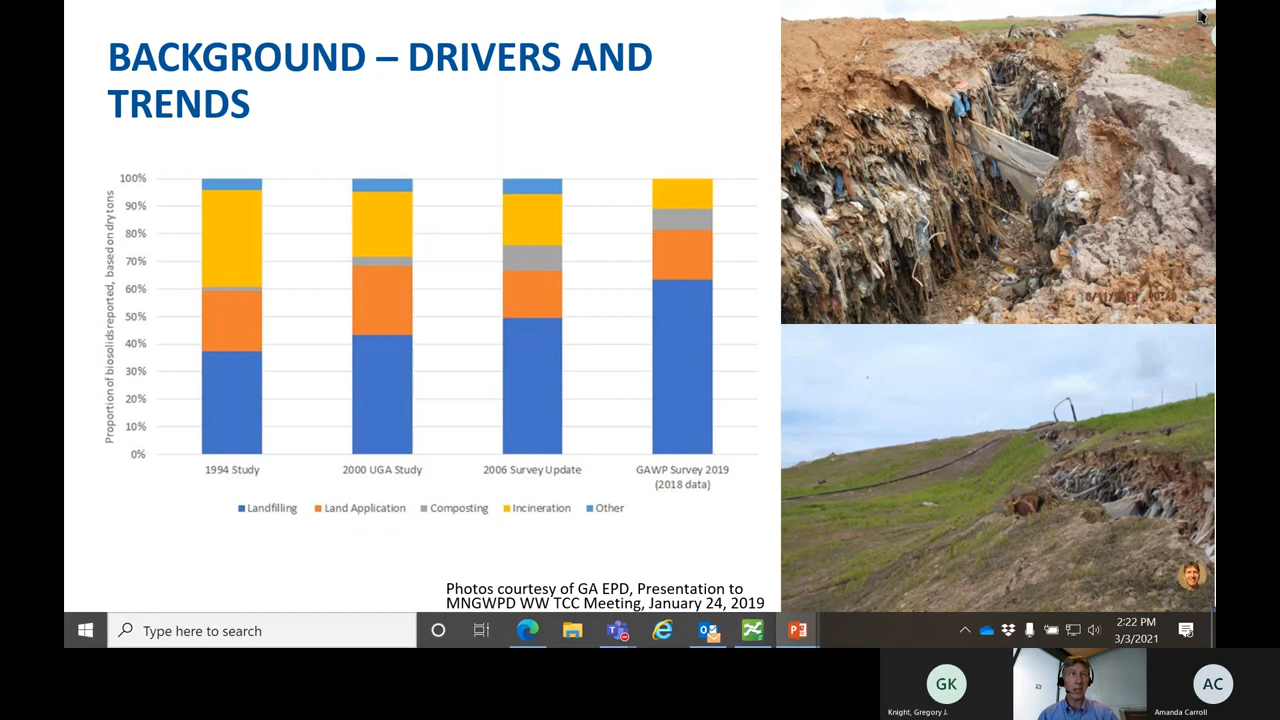 BACKGROUND – DRIVERS AND
TRENDS
Proportion of biosolids reported, based on dry tons
100%
90%
80%
70%
60%
50%
40%
30%
20%
10%
0%
1994 Study
2000 UGA Study
2006 Survey Update
GAWP Survey 2019
(2018 data)
Landfilling
Land Application
Composting
Incineration
Other
Photos courtesy of GA EPD, Presentation to
MNGWPD WW TCC Meeting, January 24, 2019
Type here to search
2:22 PM
3/3/2021
GK
Knight, Gregory J.
AC
Amanda Carroll